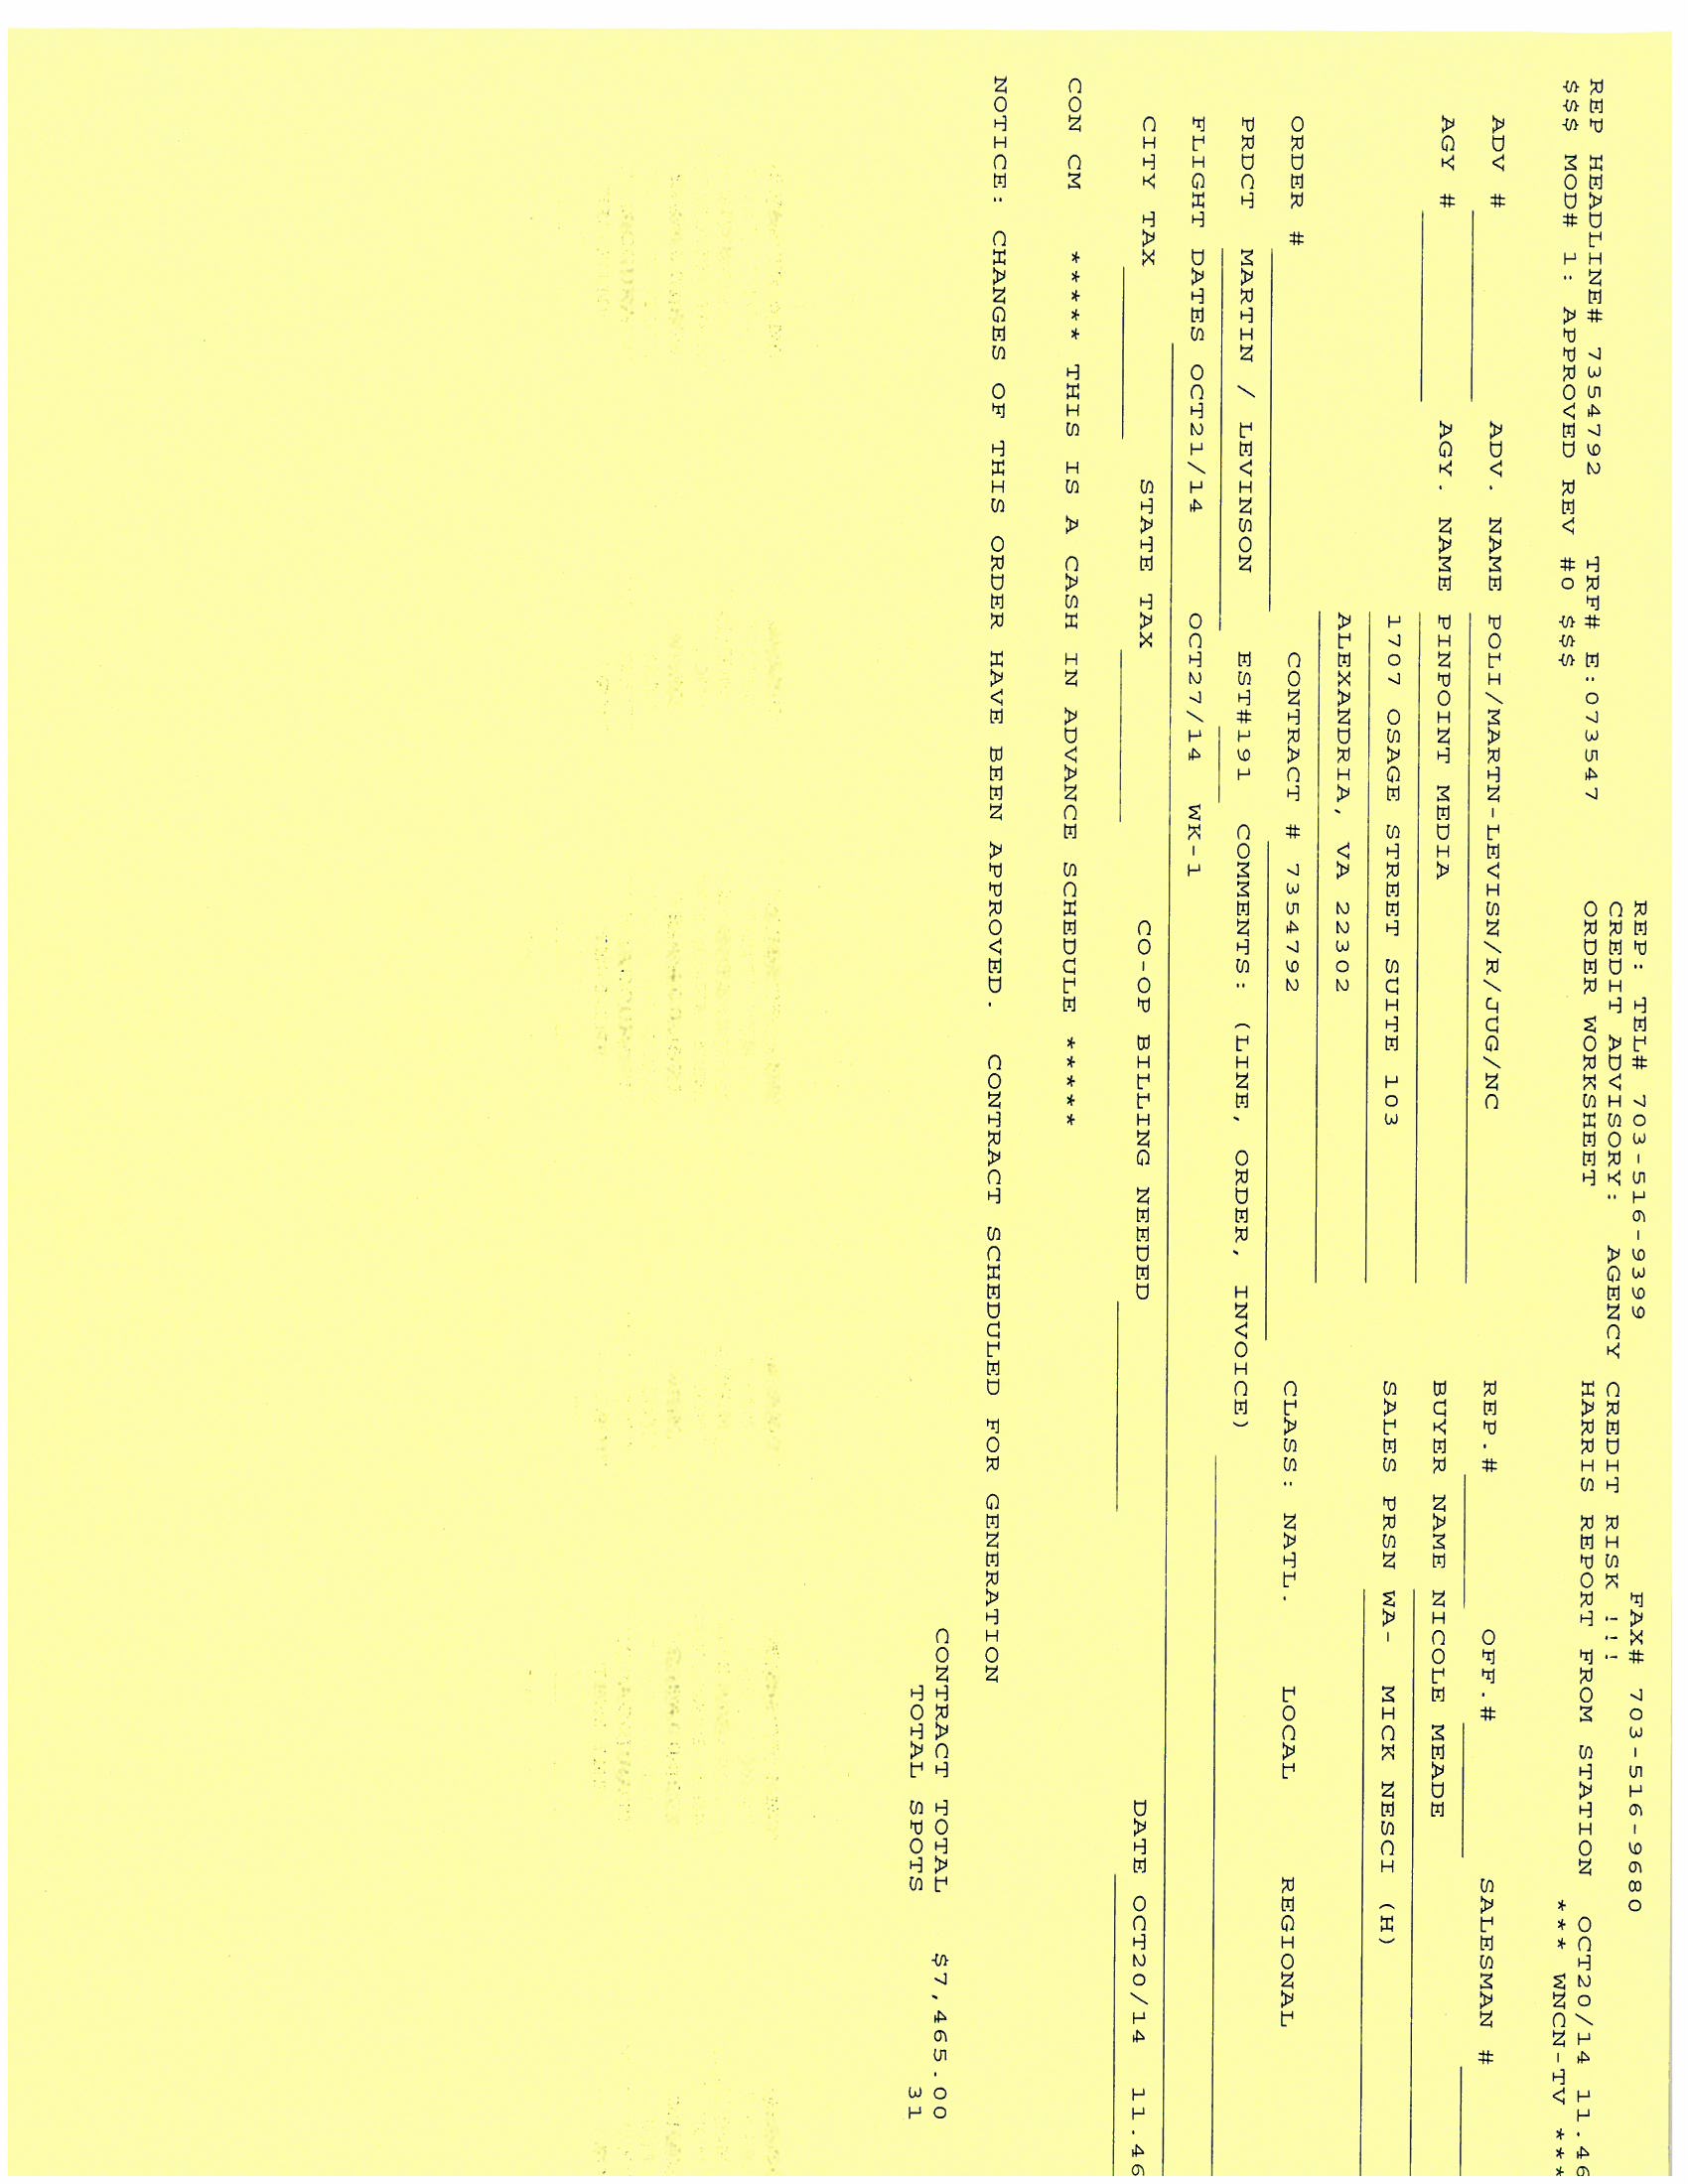 REP: TEL# 703-516-9399 FAX# 703-516-9680
CREDIT ADVISORY: AGENCY CREDIT RISK !!!
REP HEADLINE# 7354792 TRF# E:073547 ORDER WORKSHEET HARRIS REPORT FROM STATION OCT20/14 11.46
$$$ MOD# 1: APPROVED REV #0 $$$ *** WNCN-TV ***
ADV # ADV. NAME POLI/MARTN-LEVISN/R/JUG/NC REP.# OFF.# SALESMAN #
AGY # AGY. NAME PINPOINT MEDIA BUYER NAME NICOLE MEADE
1707 OSAGE STREET SUITE 103 SALES PRSN WA- MICK NESCI (H)
ALEXANDRIA, VA 22302
ORDER # CONTRACT # 7354792 CLASS: NATL. LOCAL REGIONAL
PRDCT MARTIN / LEVINSON EST#191 COMMENTS: (LINE, ORDER, INVOICE)
FLIGHT DATES OCT21/14 OCT27/14 WK-1
CITY TAX STATE TAX CO-OP BILLING NEEDED DATE OCT20/14 11.46
CON CM ***** THIS IS A CASH IN ADVANCE SCHEDULE *****
NOTICE: CHANGES OF THIS ORDER HAVE BEEN APPROVED. CONTRACT SCHEDULED FOR GENERATION
CONTRACT TOTAL $7,465.00
TOTAL SPOTS 31